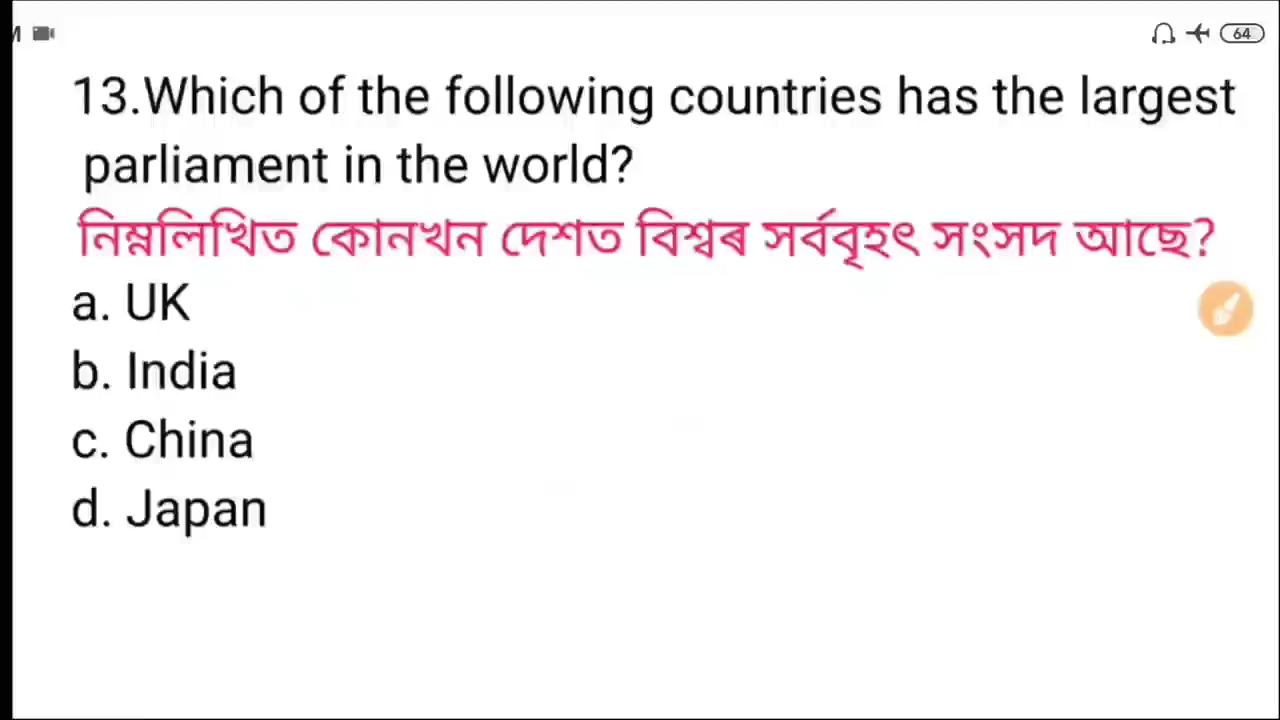 64
13.Which of the following countries has the largest
parliament in the world?
নিম্নলিখিত কোনখন দেশত বিশ্বৰ সৰ্ববৃহৎ সংসদ আছে?
a. UK
b. India
c. China
d. Japan